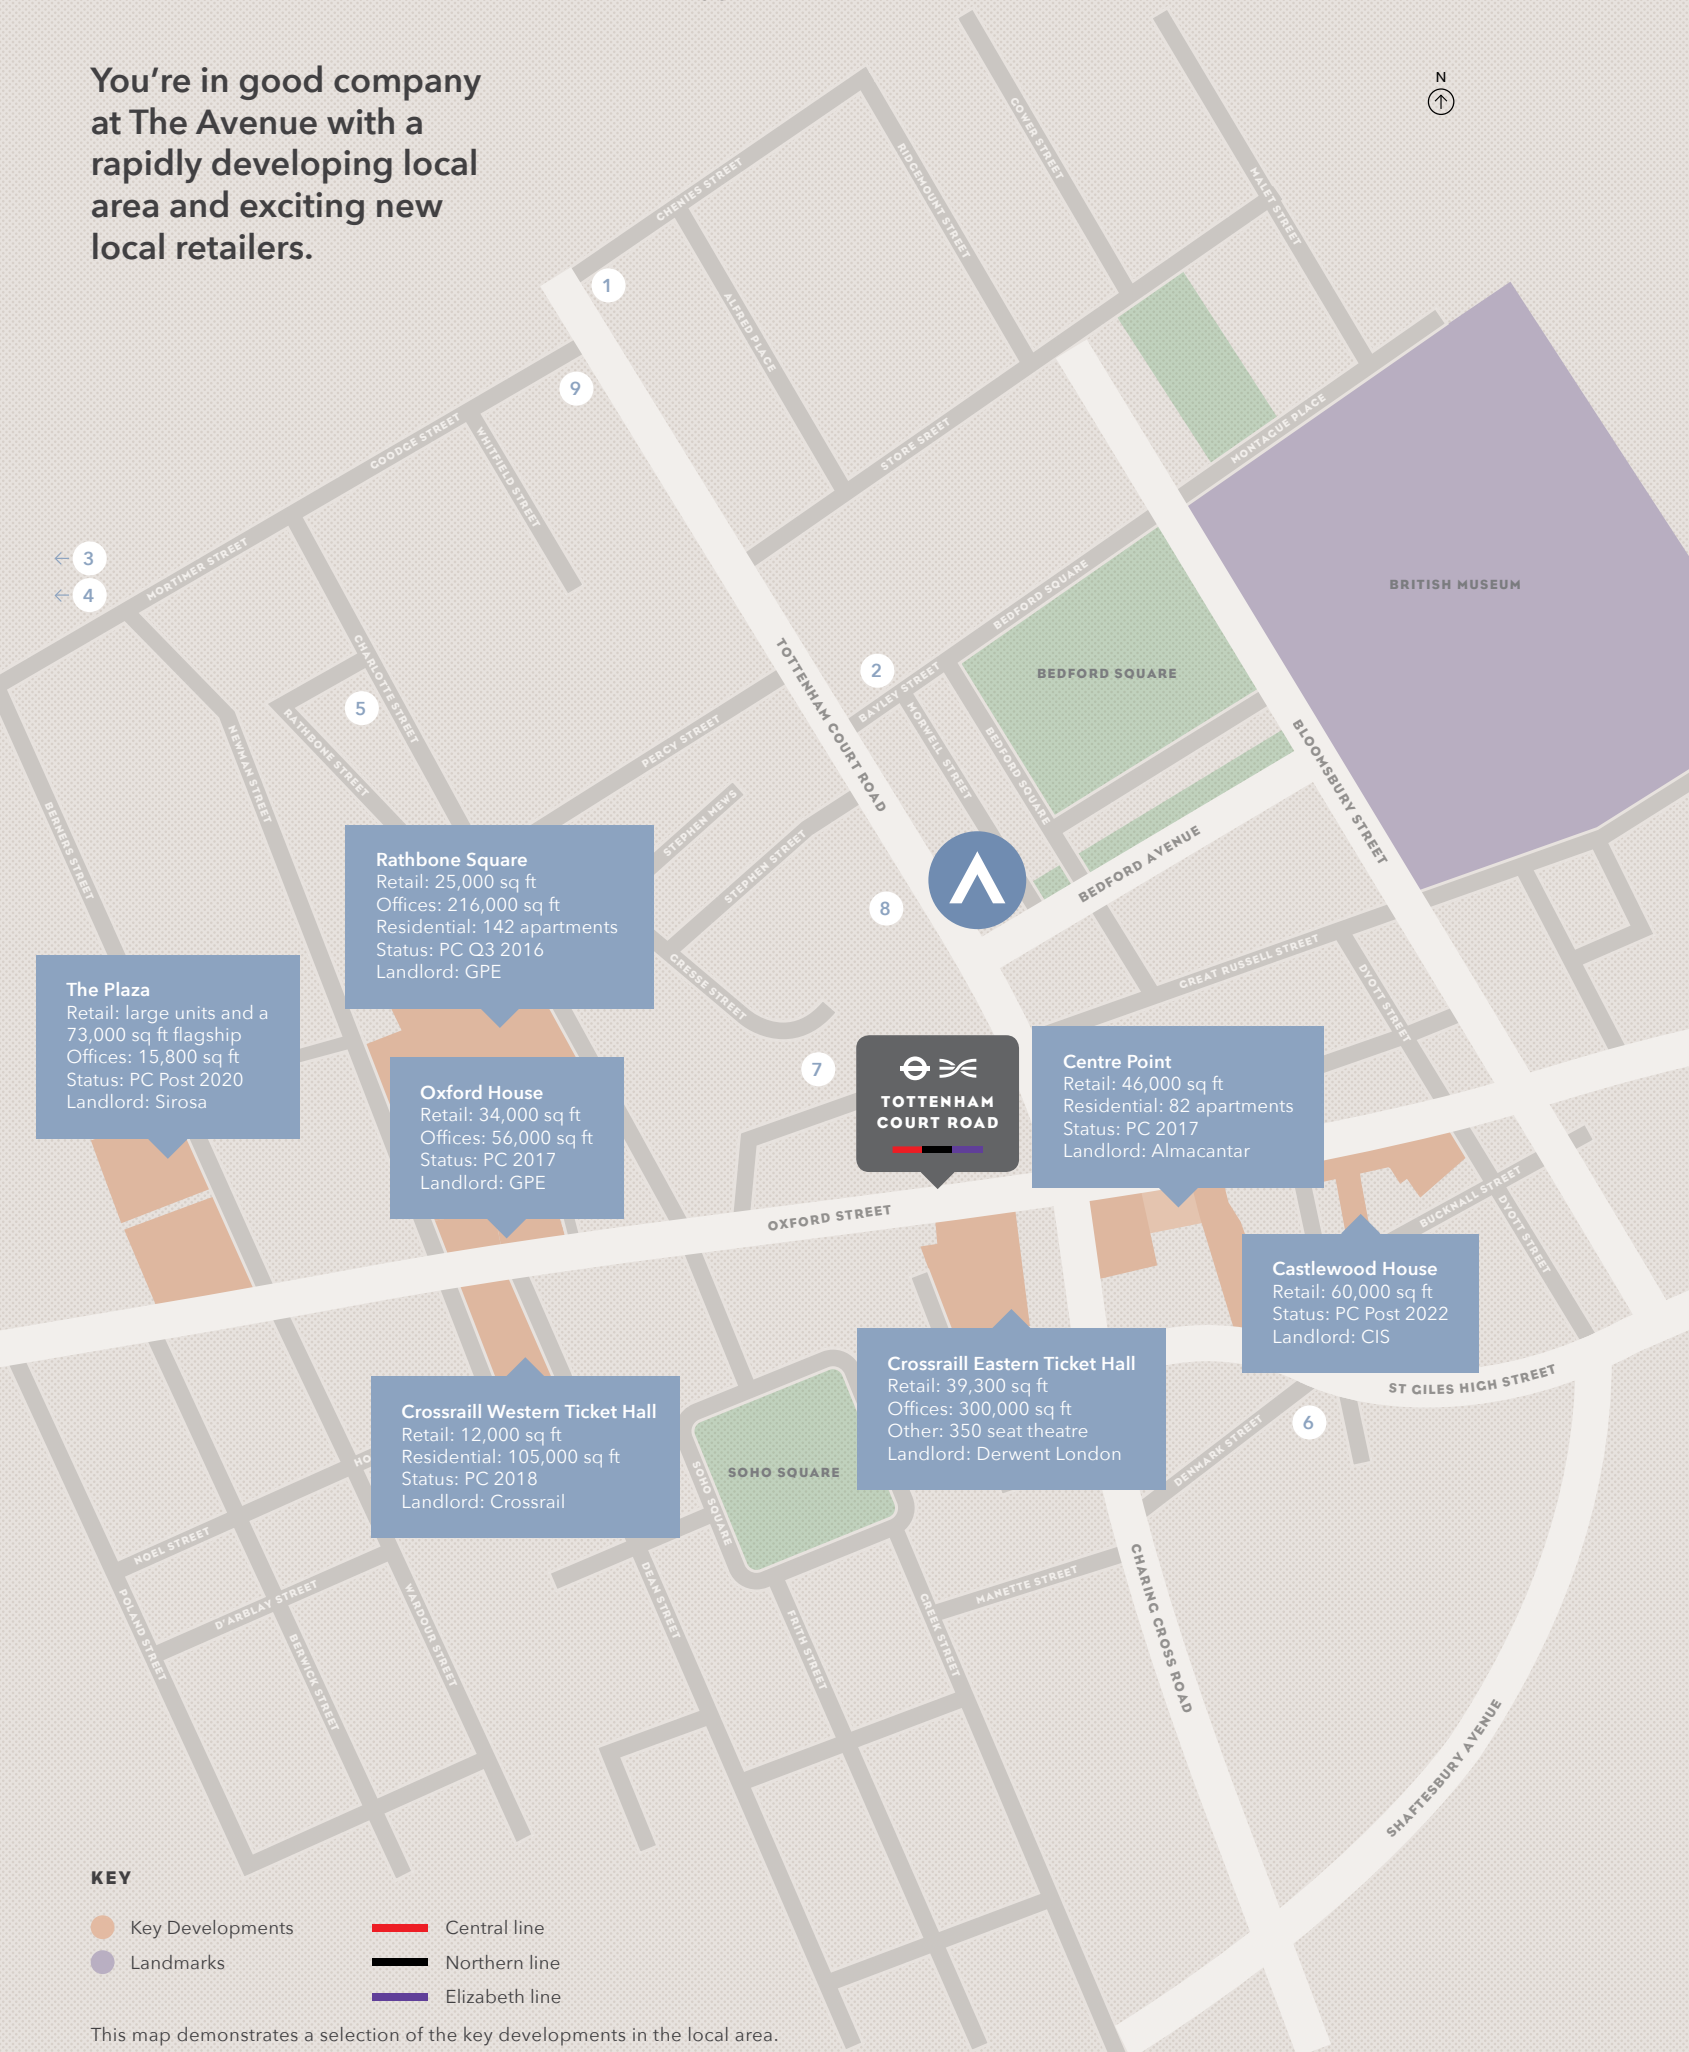 You're in good company
at The Avenue with a
rapidly developing local
area and exciting new
local retailers.
N
CHENIES STREET
RIDGEMOUNT STREET
GOWER STREET
MALET STREET
1
ALFRED PLACE
9
GOODGE STREET
WHITFIELD STREET
STORE SREET
MONTAGUE PLACE
3
4
MORTIMER STREET
BRITISH MUSEUM
BEDFORD SQUARE
BEDFORD SQUARE
CHARLOTTE STREET
TOTTENHAM COURT ROAD
2
BAYLEY STREET
MORWELL STREET
BEDFORD SQUARE
5
RATHBONE STREET
NEWMAN STREET
PERCY STREET
BLOOMSBURY STREET
BERNERS STREET
STEPHEN MEWS
STEPHEN STREET
BEDFORD AVENUE
8
Rathbone Square
Retail: 25,000 sq ft
Offices: 216,000 sq ft
Residential: 142 apartments
Status: PC Q3 2016
Landlord: GPE
GRESSE STREET
GREAT RUSSELL STREET
DYOTT STREET
The Plaza
Retail: large units and a
73,000 sq ft flagship
Offices: 15,800 sq ft
Status: PC Post 2020
Landlord: Sirosa
Oxford House
Retail: 34,000 sq ft
Offices: 56,000 sq ft
Status: PC 2017
Landlord: GPE
7
TOTTENHAM
COURT ROAD
Centre Point
Retail: 46,000 sq ft
Residential: 82 apartments
Status: PC 2017
Landlord: Almacantar
OXFORD STREET
BUCKNALL STREET
DYOTT STREET
Castlewood House
Retail: 60,000 sq ft
Status: PC Post 2022
Landlord: CIS
Crossraill Eastern Ticket Hall
Retail: 39,300 sq ft
Offices: 300,000 sq ft
Other: 350 seat theatre
Landlord: Derwent London
ST GILES HIGH STREET
6
DENMARK STREET
Crossraill Western Ticket Hall
Retail: 12,000 sq ft
Residential: 105,000 sq ft
Status: PC 2018
Landlord: Crossrail
HO
SOHO SQUARE
SOHO SQUARE
NOEL STREET
D'ARBLAY STREET
POLAND STREET
BERWICK STREET
WARDOUR STREET
DEAN STREET
FRITH STREET
GREEK STREET
MANETTE STREET
CHARING CROSS ROAD
SHAFTESBURY AVENUE
KEY
Key Developments
Landmarks
Central line
Northern line
Elizabeth line
This map demonstrates a selection of the key developments in the local area.